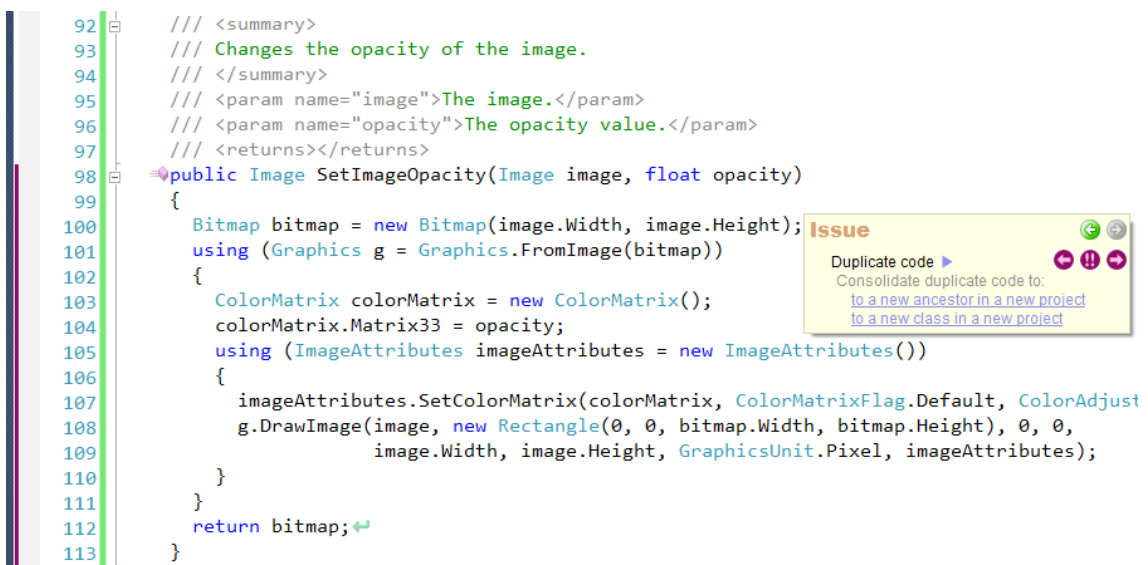 92 /// <summary>
93 /// Changes the opacity of the image.
94 /// </summary>
95 /// <param name="image">The image.</param>
96 /// <param name="opacity">The opacity value.</param>
97 /// <returns></returns>
98 public Image SetImageOpacity(Image image, float opacity)
99 {
100 Bitmap bitmap = new Bitmap(image.Width, image.Height);
101 using (Graphics g = Graphics.FromImage(bitmap))
102 {
103 ColorMatrix colorMatrix = new ColorMatrix();
104 colorMatrix.Matrix33 = opacity;
105 using (ImageAttributes imageAttributes = new ImageAttributes())
106 {
107 imageAttributes.SetColorMatrix(colorMatrix, ColorMatrixFlag.Default, ColorAdjust
108 g.DrawImage(image, new Rectangle(0, 0, bitmap.Width, bitmap.Height), 0, 0,
109 image.Width, image.Height, GraphicsUnit.Pixel, imageAttributes);
110 }
111 }
112 return bitmap;
113 }
Issue
Duplicate code
Consolidate duplicate code to:
to a new ancestor in a new project
to a new class in a new project